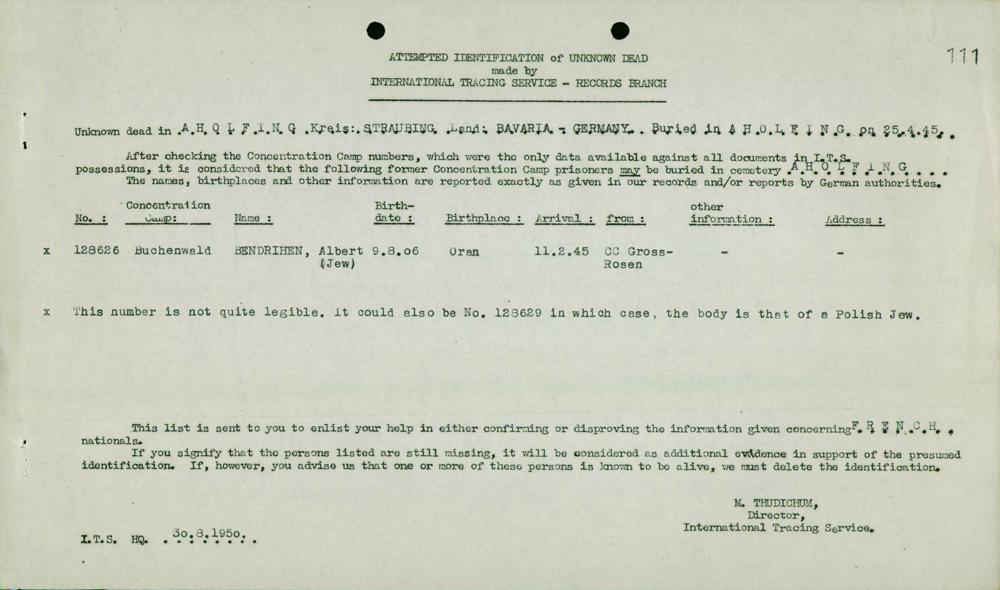 111
ATTEMPTED IDENTIFICATION of UNKNOWN DEAD
made by
INTERNATIONAL TRACING SERVICE - RECORDS BRANCH
Unknown dead in A.H.O.L.F.I.N.G .Kreis:.STRAUBING. Land: BAVARIA - GERMANY. . Buried in A H.O.L.F I N G. on 25.4.45. .
After checking the Concentration Camp numbers, which were the only data available against all documents in I.T.S.
possessions, it is considered that the following former Concentration Camp prisoners may be buried in cemetery .A.H.O.L.F.I.N.G. . . .
The names, birthplaces and other information are reported exactly as given in our records and/or reports by German authorities.
No. : Concentration Camp: Name : Birth-date : Birthplace : Arrival : from : other information : Address :
x 128626 Buchenwald BENDRIHEN, Albert 9.8.06 Oran 11.2.45 CC Gross- - -
(Jew) Rosen
x This number is not quite legible. It could also be No. 128629 in which case, the body is that of a Polish Jew.
This list is sent to you to enlist your help in either confirming or disproving the information given concerning F.R.E.N.C.H. .
nationals.
If you signify that the persons listed are still missing, it will be considered as additional evidence in support of the presumed
identification. If, however, you advise us that one or more of these persons is known to be alive, we must delete the identification.
M. THUDICHUM,
Director,
International Tracing Service.
I.T.S. HQ. . 30.8.1950. .